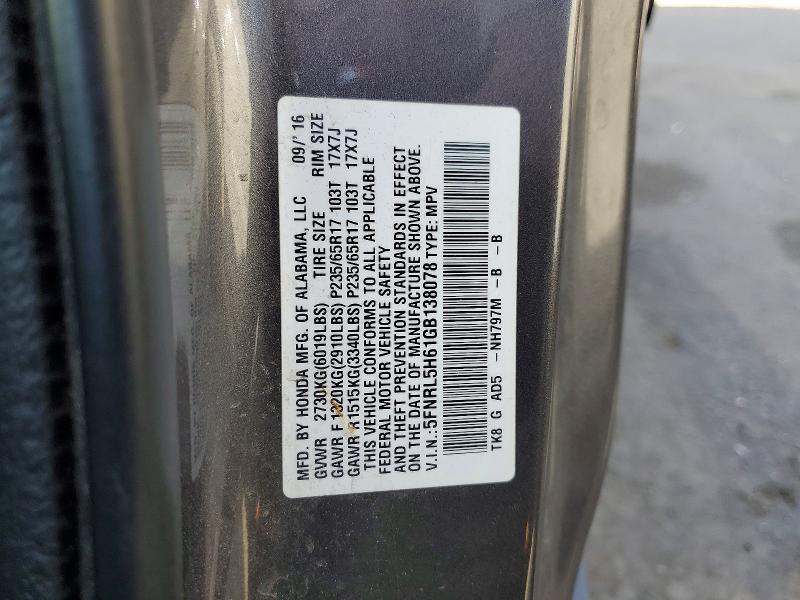 MFD. BY HONDA MFG. OF ALABAMA, LLC 09/' 16
GVWR 2730KG(6019LBS) TIRE SIZE RIM SIZE
GAWR F 1320KG(2910LBS) P235/65R17 103T 17X7J
GAWR R 1515KG(3340LBS) P235/65R17 103T 17X7J
THIS VEHICLE CONFORMS TO ALL APPLICABLE
FEDERAL MOTOR VEHICLE SAFETY
AND THEFT PREVENTION STANDARDS IN EFFECT
ON THE DATE OF MANUFACTURE SHOWN ABOVE.
V.I.N.:5FNRL5H61GB138078 TYPE: MPV
TK8 G AD5 -NH797M -B -B